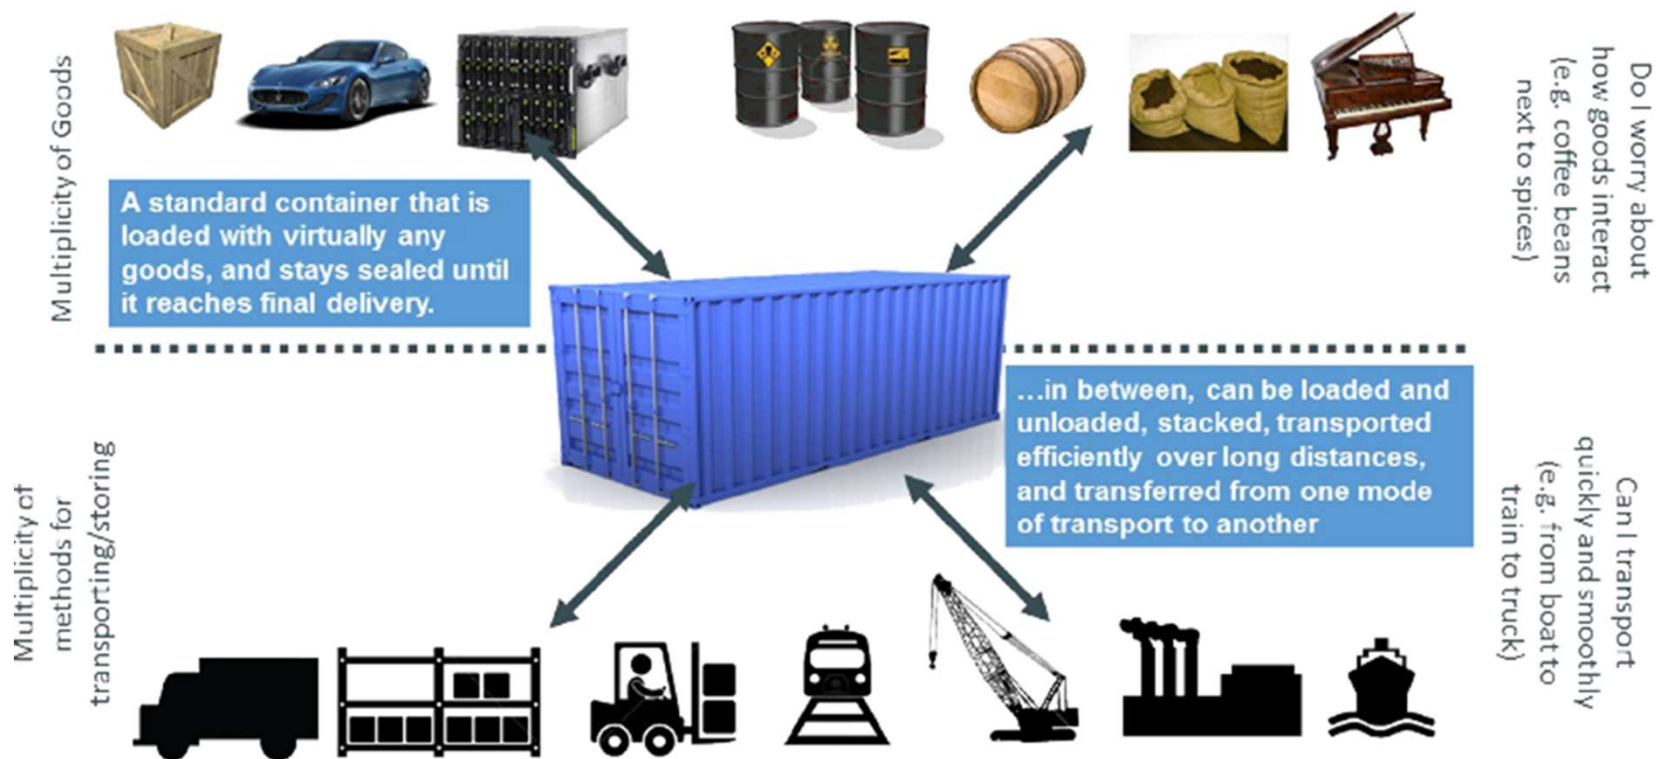 Multiplicity of Goods
A standard container that is
loaded with virtually any
goods, and stays sealed until
it reaches final delivery.
Do I worry about
how goods interact
(e.g. coffee beans
next to spices)
Multiplicity of
methods for
transporting/storing
...in between, can be loaded and
unloaded, stacked, transported
efficiently over long distances,
and transferred from one mode
of transport to another
Can I transport
quickly and smoothly
(e.g. from boat to
train to truck)